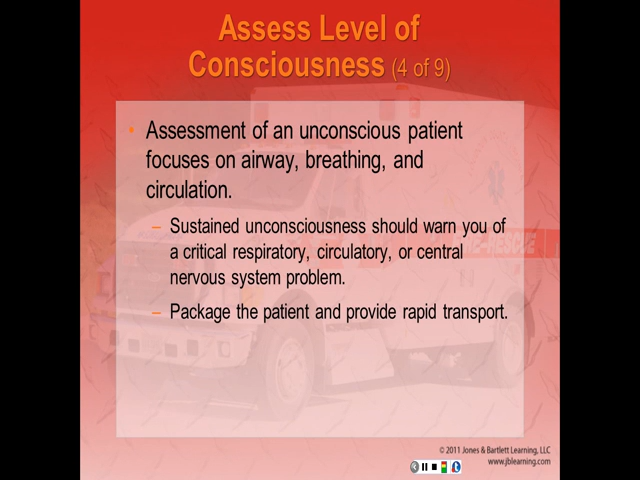 Assess Level of
Consciousness (4 of 9)
• Assessment of an unconscious patient
focuses on airway, breathing, and
circulation.
– Sustained unconsciousness should warn you of
a critical respiratory, circulatory, or central
nervous system problem.
– Package the patient and provide rapid transport.
© 2011 Jones & Bartlett Learning, LLC
www.jblearning.com